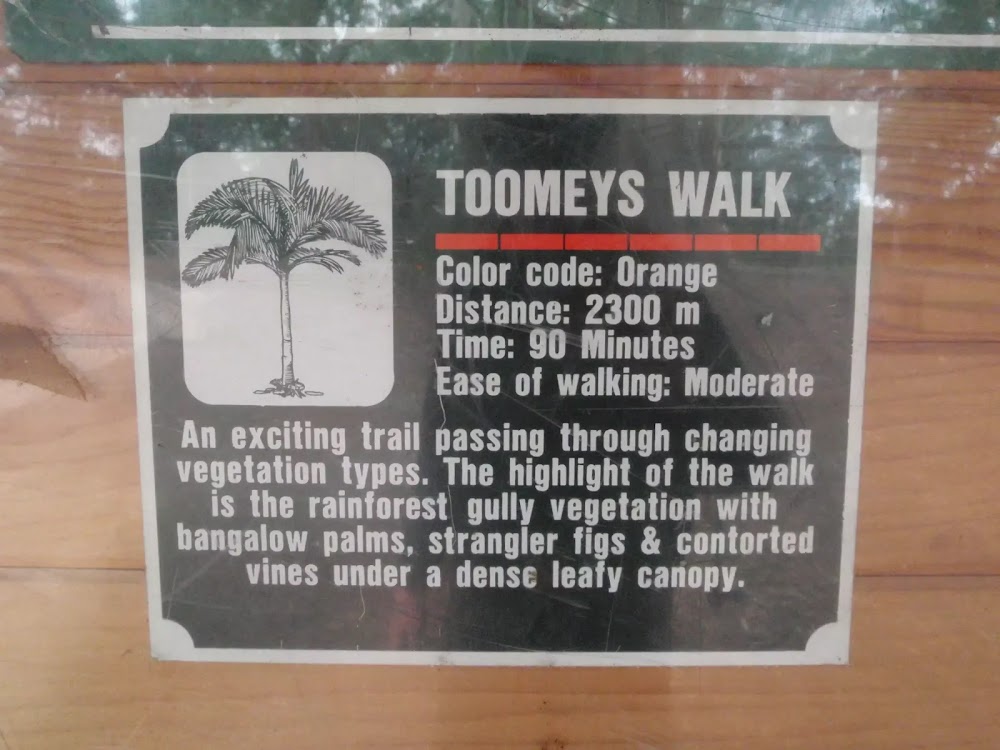 TOOMEYS WALK
Color code: Orange
Distance: 2300 m
Time: 90 Minutes
Ease of walking: Moderate
An exciting trail passing through changing
vegetation types. The highlight of the walk
is the rainforest gully vegetation with
bangalow palms, strangler figs & contorted
vines under a dense leafy canopy.